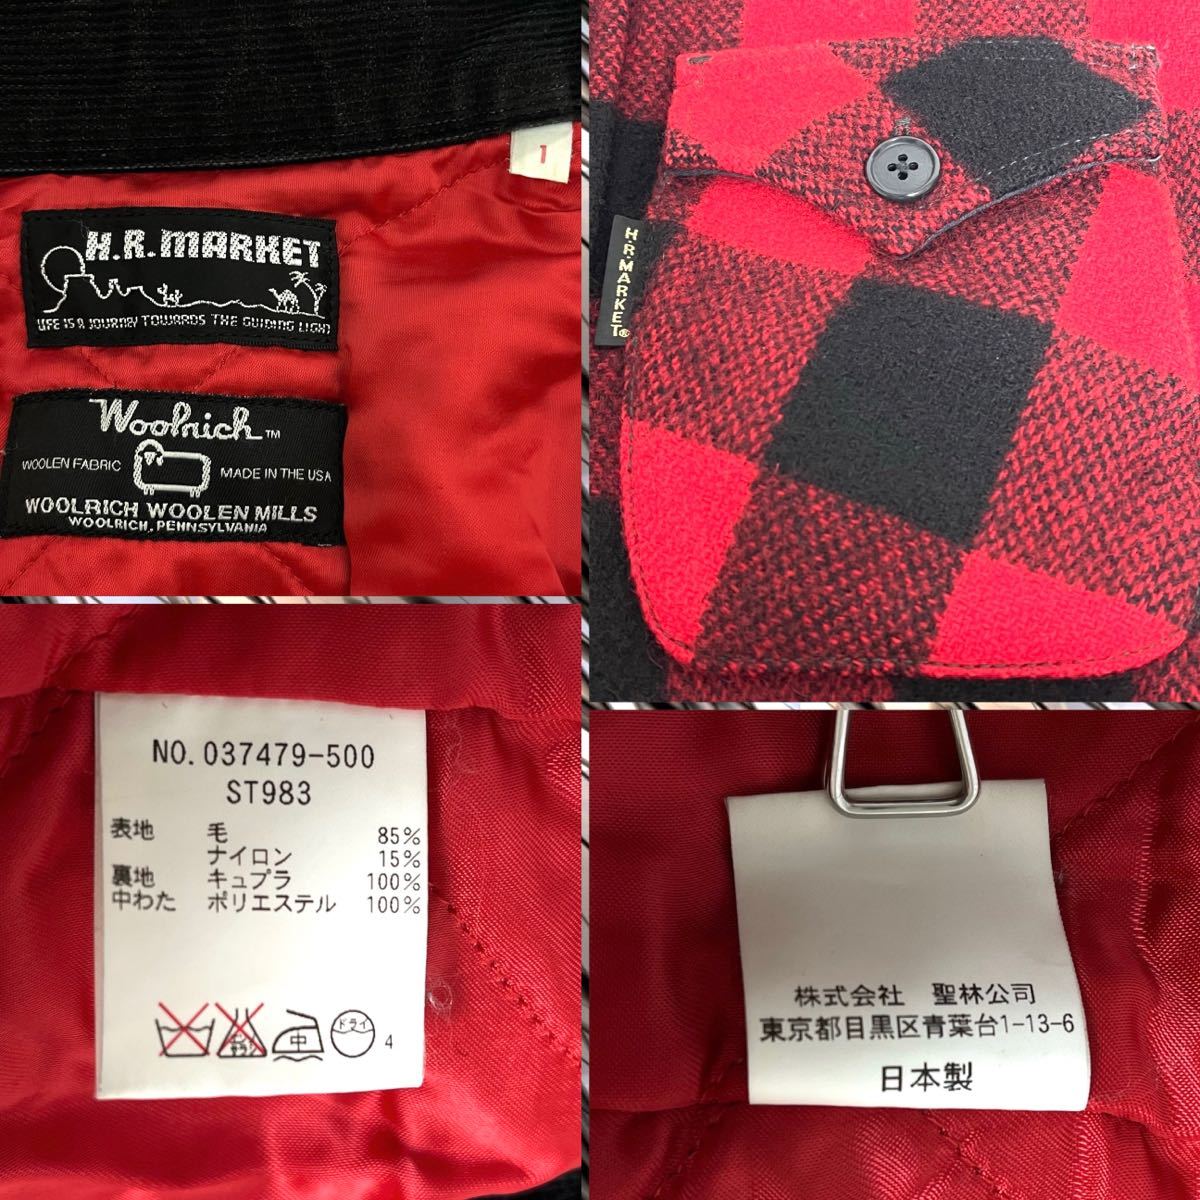 1
H.R.MARKET
LIFE IS A JOURNEY TOWARDS THE GUIDING LIGHT
Woolrich™
WOOLEN FABRIC MADE IN THE USA
WOOLRICH WOOLEN MILLS
WOOLRICH, PENNSYLVANIA
H.R.MARKET®
NO. 037479-500
ST983
表地 毛 85%
ナイロン 15%
裏地 キュプラ 100%
中わた ポリエステル 100%
中 ドライ 4
株式会社 聖林公司
東京都目黒区青葉台1-13-6
日本製